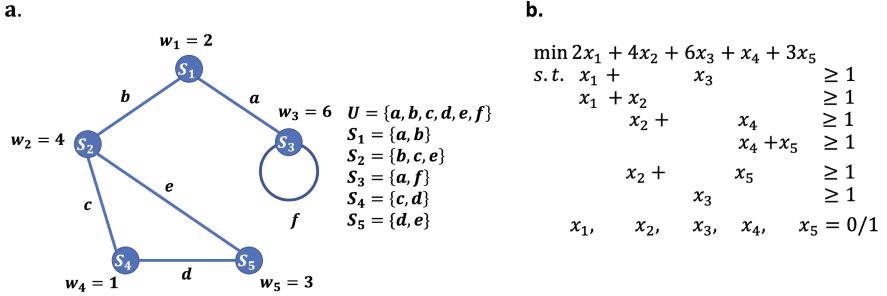 a.
w₁ = 2
S₁
b
a
w₃ = 6
w₂ = 4
S₂
S₃
e
c
f
S₄
S₅
d
w₄ = 1
w₅ = 3
U = {a, b, c, d, e, f}
S₁ = {a, b}
S₂ = {b, c, e}
S₃ = {a, f}
S₄ = {c, d}
S₅ = {d, e}
b.
min 2x₁ + 4x₂ + 6x₃ + x₄ + 3x₅
s.t. x₁ + x₃ ≥ 1
x₁ + x₂ ≥ 1
x₂ + x₄ ≥ 1
x₄ + x₅ ≥ 1
x₂ + x₅ ≥ 1
x₃ ≥ 1
x₁, x₂, x₃, x₄, x₅ = 0/1